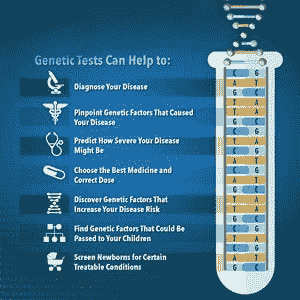 Genetic Tests Can Help to:
Diagnose Your Disease
Pinpoint Genetic Factors That Caused
Your Disease
Predict How Severe Your Disease
Might Be
Choose the Best Medicine and
Correct Dose
Discover Genetic Factors That
Increase Your Disease Risk
Find Genetic Factors That Could Be
Passed to Your Children
Screen Newborns for Certain
Treatable Conditions